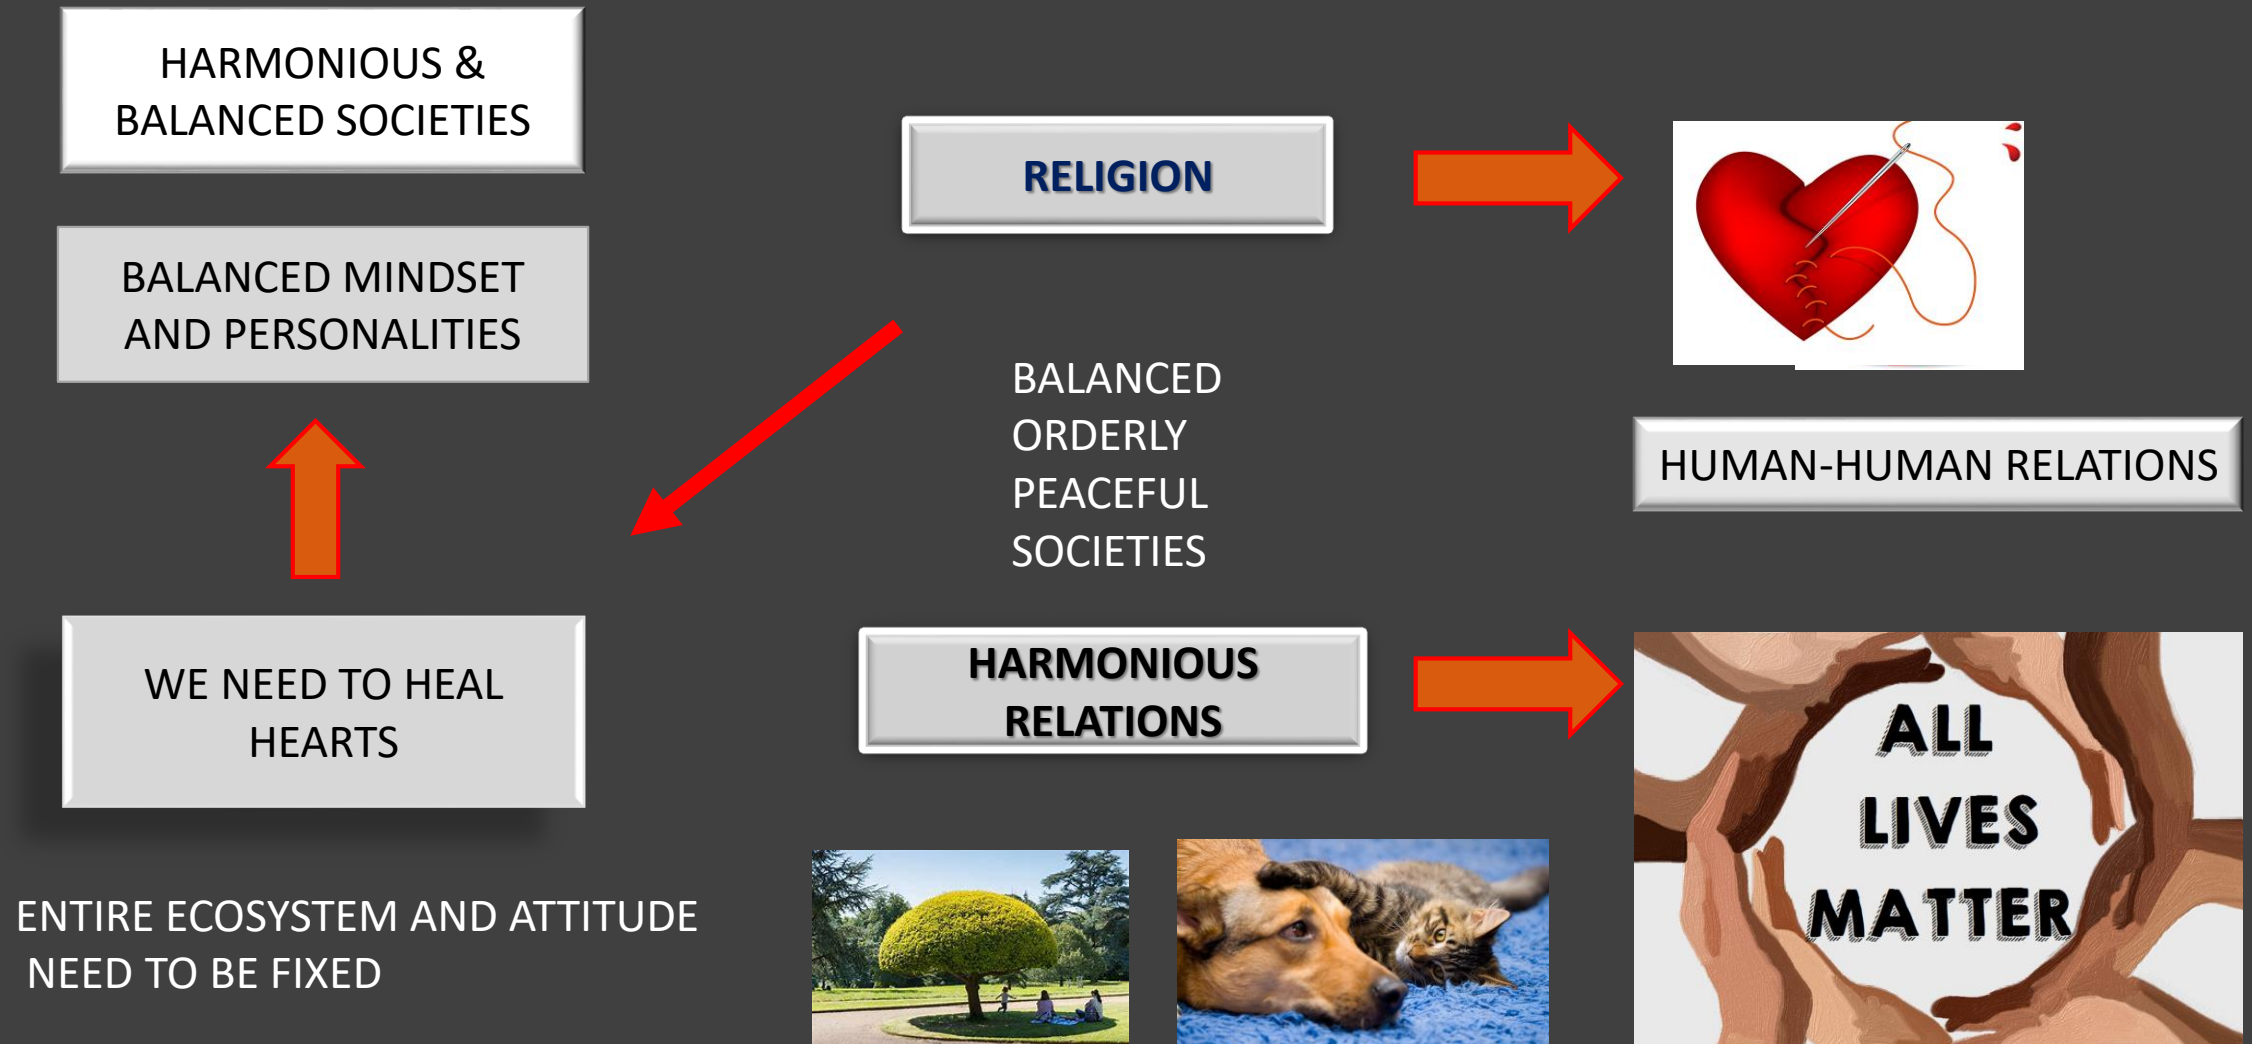 HARMONIOUS &
BALANCED SOCIETIES
BALANCED MINDSET
AND PERSONALITIES
WE NEED TO HEAL
HEARTS
ENTIRE ECOSYSTEM AND ATTITUDE
NEED TO BE FIXED
RELIGION
BALANCED
ORDERLY
PEACEFUL
SOCIETIES
HARMONIOUS
RELATIONS
HUMAN-HUMAN RELATIONS
ALL
LIVES
MATTER